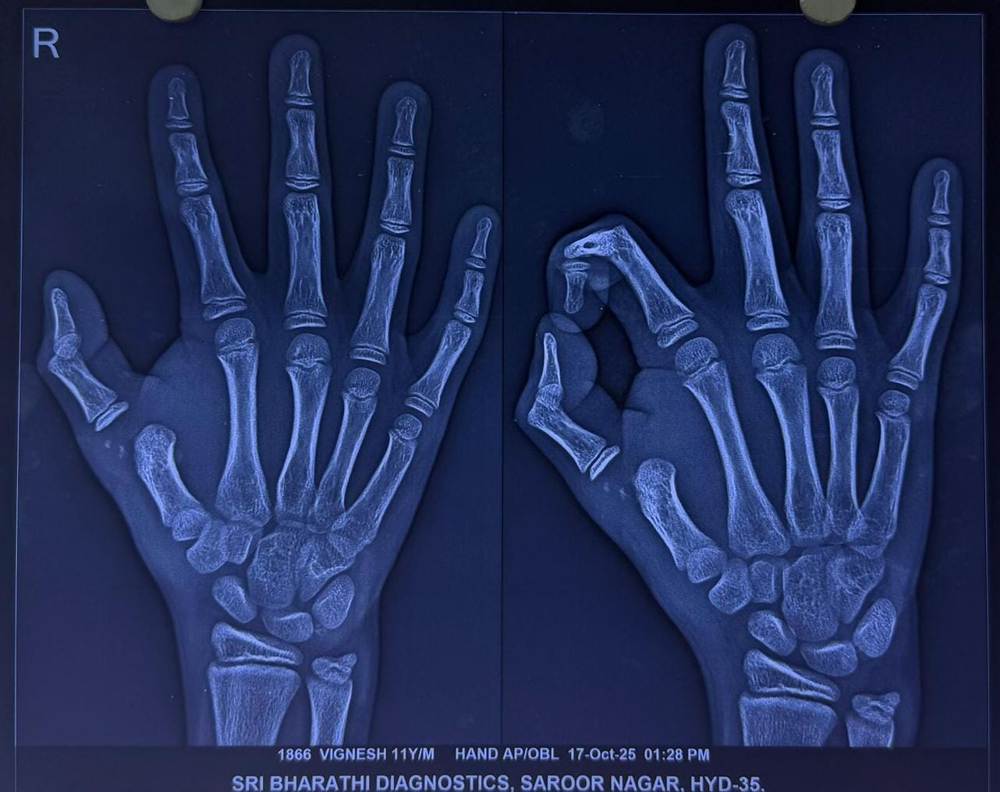 R
1866 VIGNESH 11Y/M HAND AP/OBL 17-Oct-25 01:28 PM
SRI BHARATHI DIAGNOSTICS, SAROOR NAGAR, HYD-35.